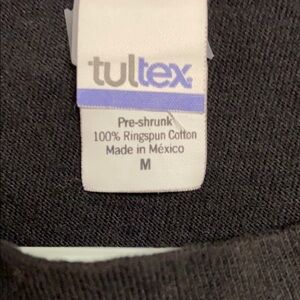 tultex
Pre-shrunk
100% Ringspun Cotton
Made in México
M